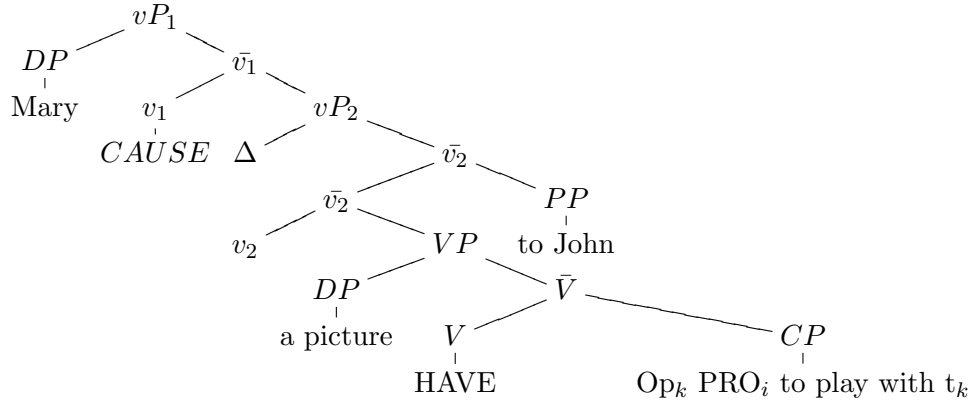 vP₁
DP v̄₁
Mary v₁ vP₂
CAUSE Δ v̄₂
v̄₂ PP
v₂ VP to John
DP V̄
a picture V CP
HAVE Opₖ PROᵢ to play with tₖ